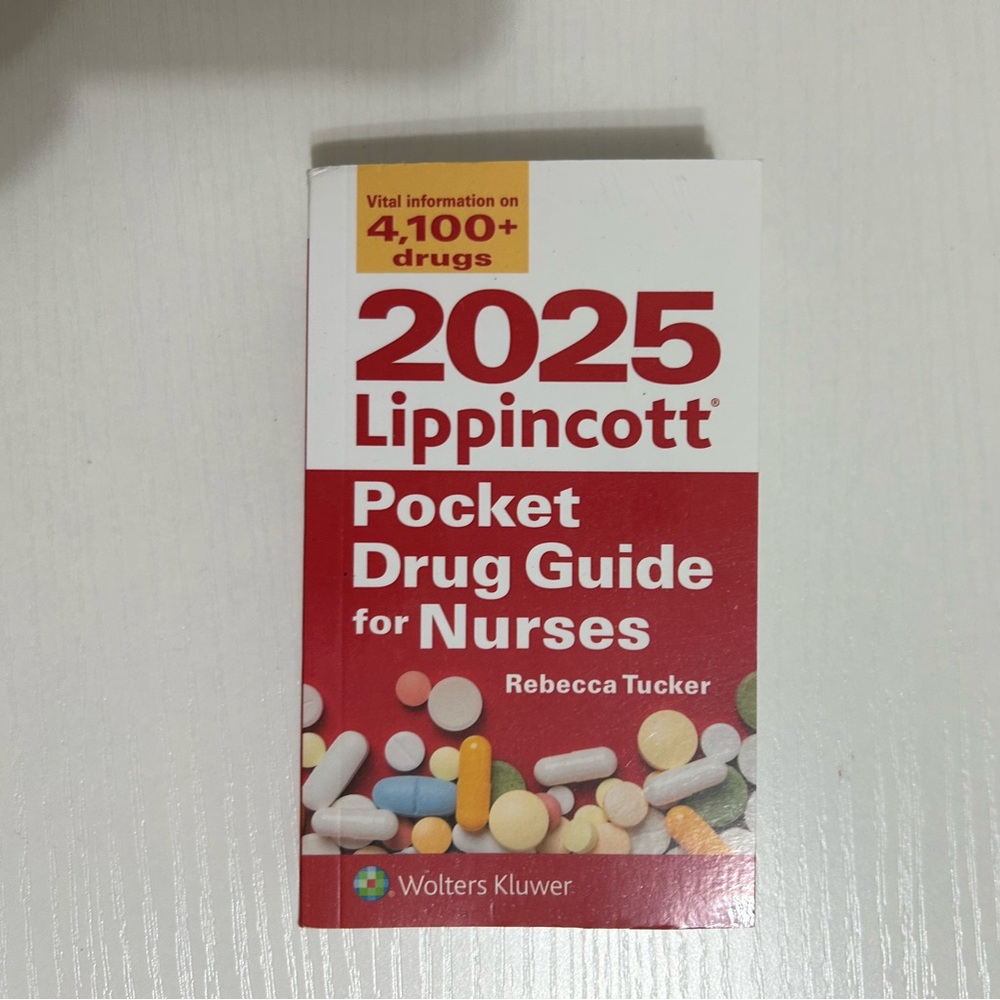 Vital information on
4,100+
drugs
2025
Lippincott®
Pocket
Drug Guide
for Nurses
Rebecca Tucker
Wolters Kluwer